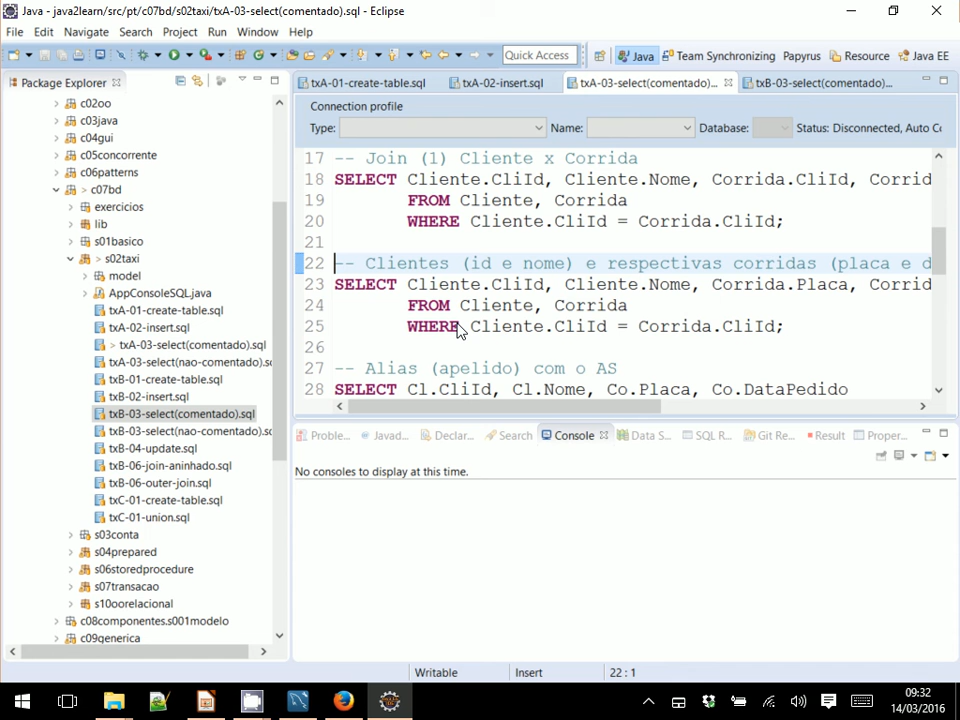 Java - java2learn/src/pt/c07bd/s02taxi/txA-03-select(comentado).sql - Eclipse
File Edit Navigate Search Project Run Window Help
Quick Access
Java
Team Synchronizing
Papyrus
Resource
Java EE
Package Explorer
c02oo
c03java
c04gui
c05concorrente
c06patterns
> c07bd
exercicios
lib
s01basico
> s02taxi
model
AppConsoleSQL.java
txA-01-create-table.sql
txA-02-insert.sql
> txA-03-select(comentado).sql
txA-03-select(nao-comentado).sc
txB-01-create-table.sql
txB-02-insert.sql
txB-03-select(comentado).sql
txB-03-select(nao-comentado).sc
txB-04-update.sql
txB-06-join-aninhado.sql
txB-06-outer-join.sql
txC-01-create-table.sql
txC-01-union.sql
s03conta
s04prepared
s06storedprocedure
s07transacao
s10oorelacional
c08componentes.s001modelo
c09generica
txA-01-create-table.sql
txA-02-insert.sql
txA-03-select(comentado)...
txB-03-select(comentado)...
Connection profile
Type: Name: Database: Status: Disconnected, Auto Cc
17 -- Join (1) Cliente x Corrida
18 SELECT Cliente.CliId, Cliente.Nome, Corrida.CliId, Corrid
19 FROM Cliente, Corrida
20 WHERE Cliente.CliId = Corrida.CliId;
21
22 -- Clientes (id e nome) e respectivas corridas (placa e d
23 SELECT Cliente.CliId, Cliente.Nome, Corrida.Placa, Corrid
24 FROM Cliente, Corrida
25 WHERE Cliente.CliId = Corrida.CliId;
26
27 -- Alias (apelido) com o AS
28 SELECT Cl.CliId, Cl.Nome, Co.Placa, Co.DataPedido
Proble... Javad... Declar... Search Console Data S... SQL R... Git Re... Result Proper...
No consoles to display at this time.
Writable Insert 22 : 1
09:32
14/03/2016